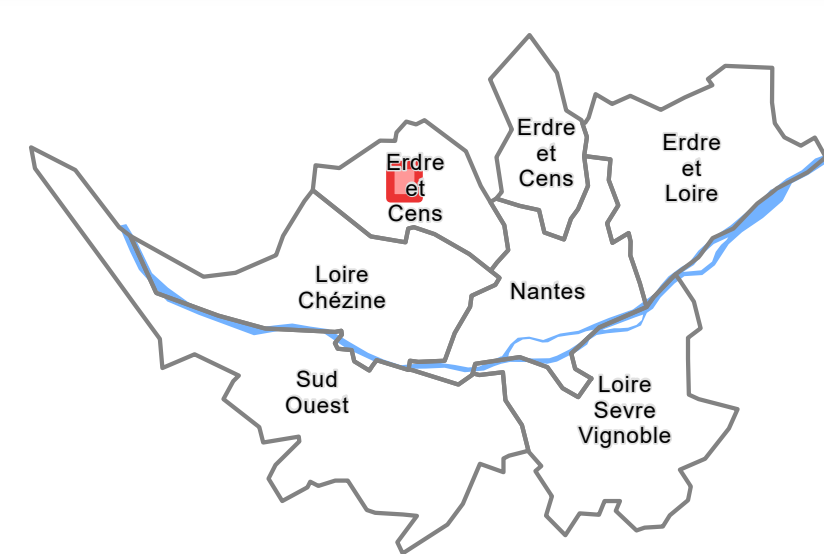 Erdre
et
Cens
Erdre
et
Loire
Erdre
et
Cens
Loire
Chézine
Nantes
Sud
Ouest
Loire
Sevre
Vignoble